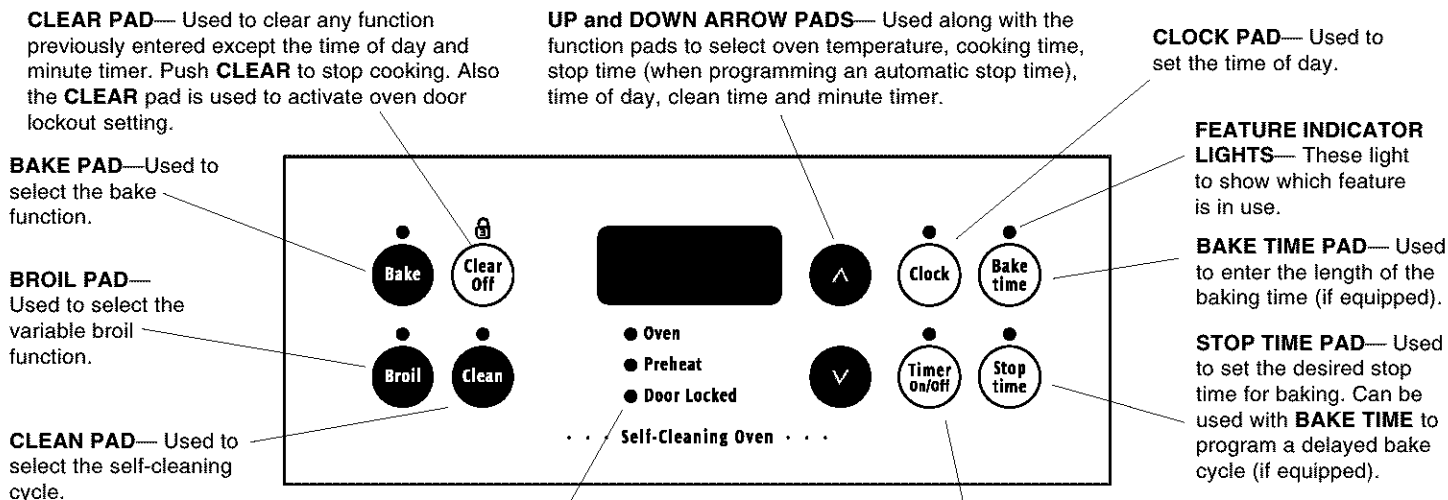 CLEAR PAD— Used to clear any function
previously entered except the time of day and
minute timer. Push CLEAR to stop cooking. Also
the CLEAR pad is used to activate oven door
lockout setting.
UP and DOWN ARROW PADS— Used along with the
function pads to select oven temperature, cooking time,
stop time (when programming an automatic stop time),
time of day, clean time and minute timer.
CLOCK PAD— Used to
set the time of day.
FEATURE INDICATOR
LIGHTS— These light
to show which feature
is in use.
BAKE PAD—Used to
select the bake
function.
BROIL PAD—
Used to select the
variable broil
function.
CLEAN PAD— Used to
select the self-cleaning
cycle.
Bake
Clear
Off
Broil
Clean
Oven
Preheat
Door Locked
· · · Self-Cleaning Oven · · ·
Clock
Bake
time
Timer
On/Off
Stop
time
BAKE TIME PAD— Used
to enter the length of the
baking time (if equipped).
STOP TIME PAD— Used
to set the desired stop
time for baking. Can be
used with BAKE TIME to
program a delayed bake
cycle (if equipped).